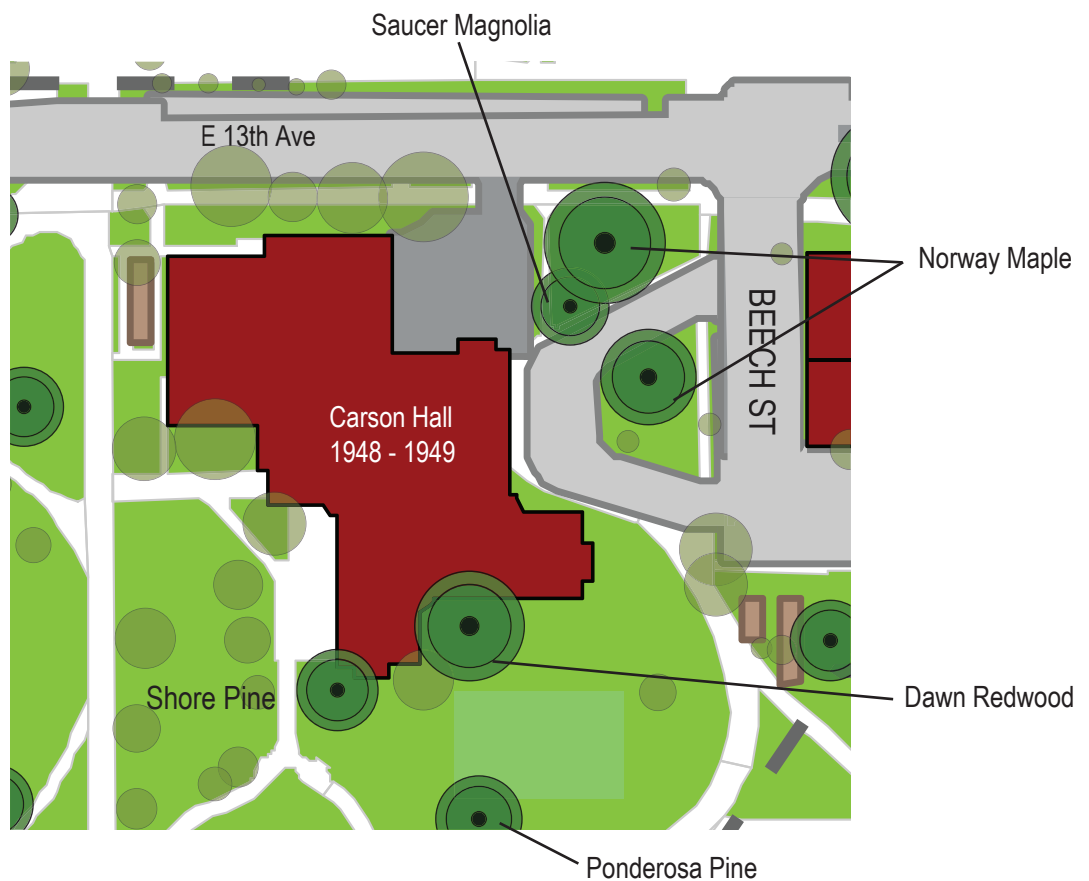 Saucer Magnolia
E 13th Ave
Norway Maple
BEECH ST
Carson Hall
1948 - 1949
Shore Pine
Dawn Redwood
Ponderosa Pine